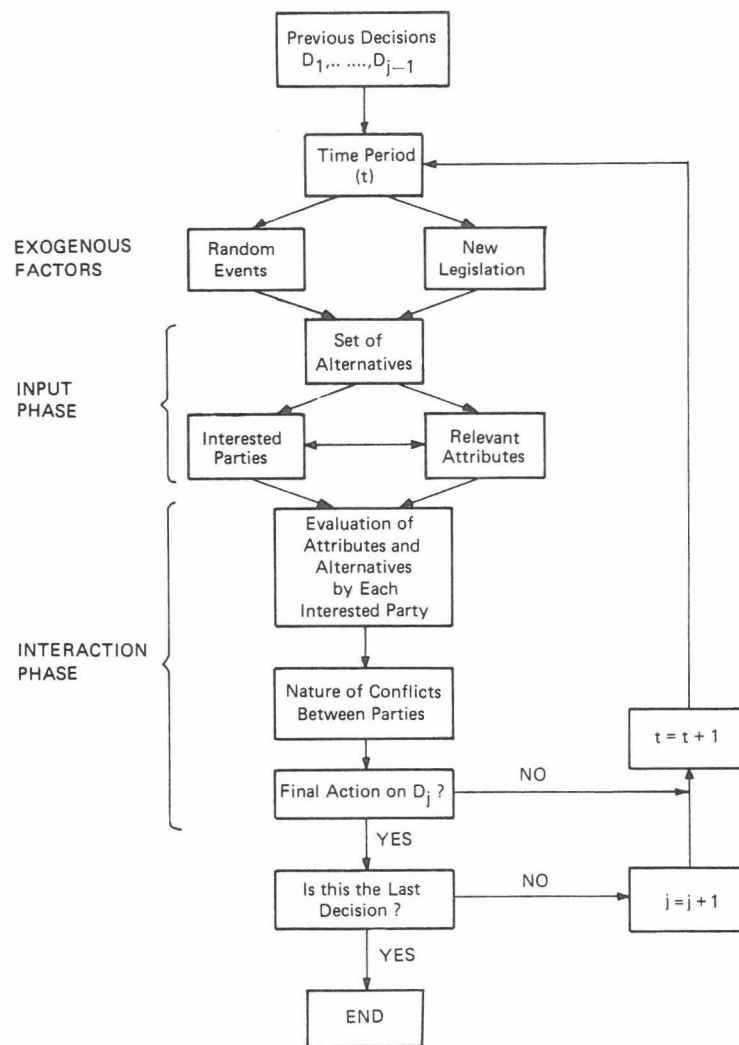 Previous Decisions
D1,.. ....,Dj−1
Time Period
(t)
EXOGENOUS
FACTORS
Random
Events
New
Legislation
Set of
Alternatives
INPUT
PHASE
Interested
Parties
Relevant
Attributes
Evaluation of
Attributes and
Alternatives
by Each
Interested Party
INTERACTION
PHASE
Nature of Conflicts
Between Parties
t = t + 1
Final Action on Dj ?
NO
YES
Is this the Last
Decision ?
NO
j = j + 1
YES
END